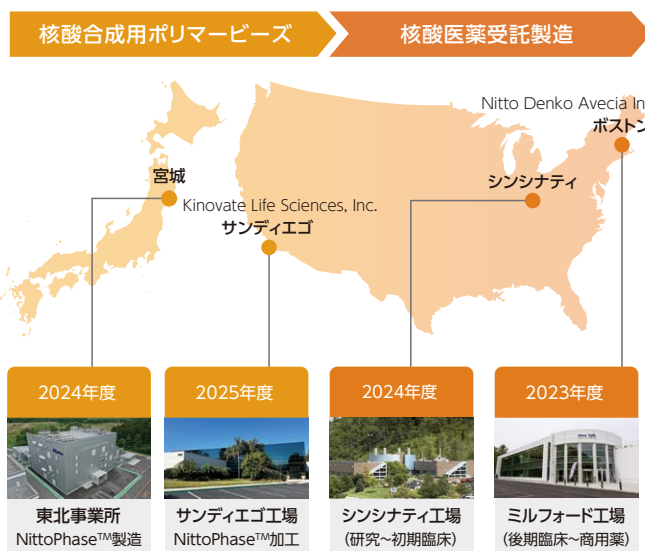 核酸合成用ポリマービーズ
核酸医薬受託製造
Nitto Denko Avecia In
ボストン
宮城
シンシナティ
Kinovate Life Sciences, Inc.
サンディエゴ
2024年度
2025年度
2024年度
2023年度
東北事業所
NittoPhase™製造
サンディエゴ工場
NittoPhase™加工
シンシナティ工場
(研究~初期臨床)
ミルフォード工場
(後期臨床~商用薬)